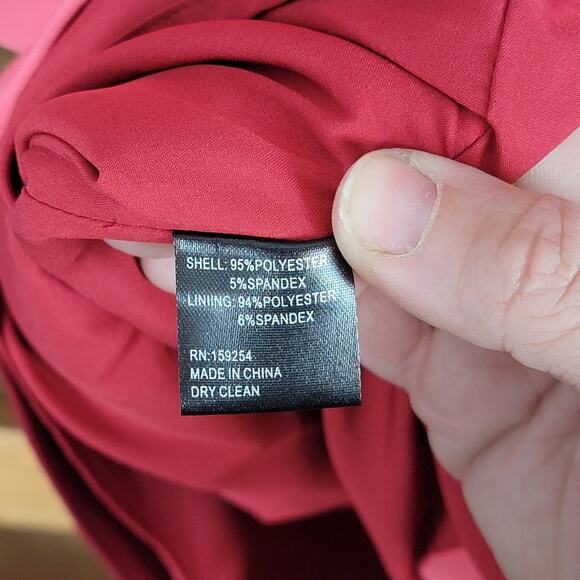 SHELL: 95%POLYESTER
5%SPANDEX
LINIING: 94%POLYESTER
6%SPANDEX
RN:159254
MADE IN CHINA
DRY CLEAN